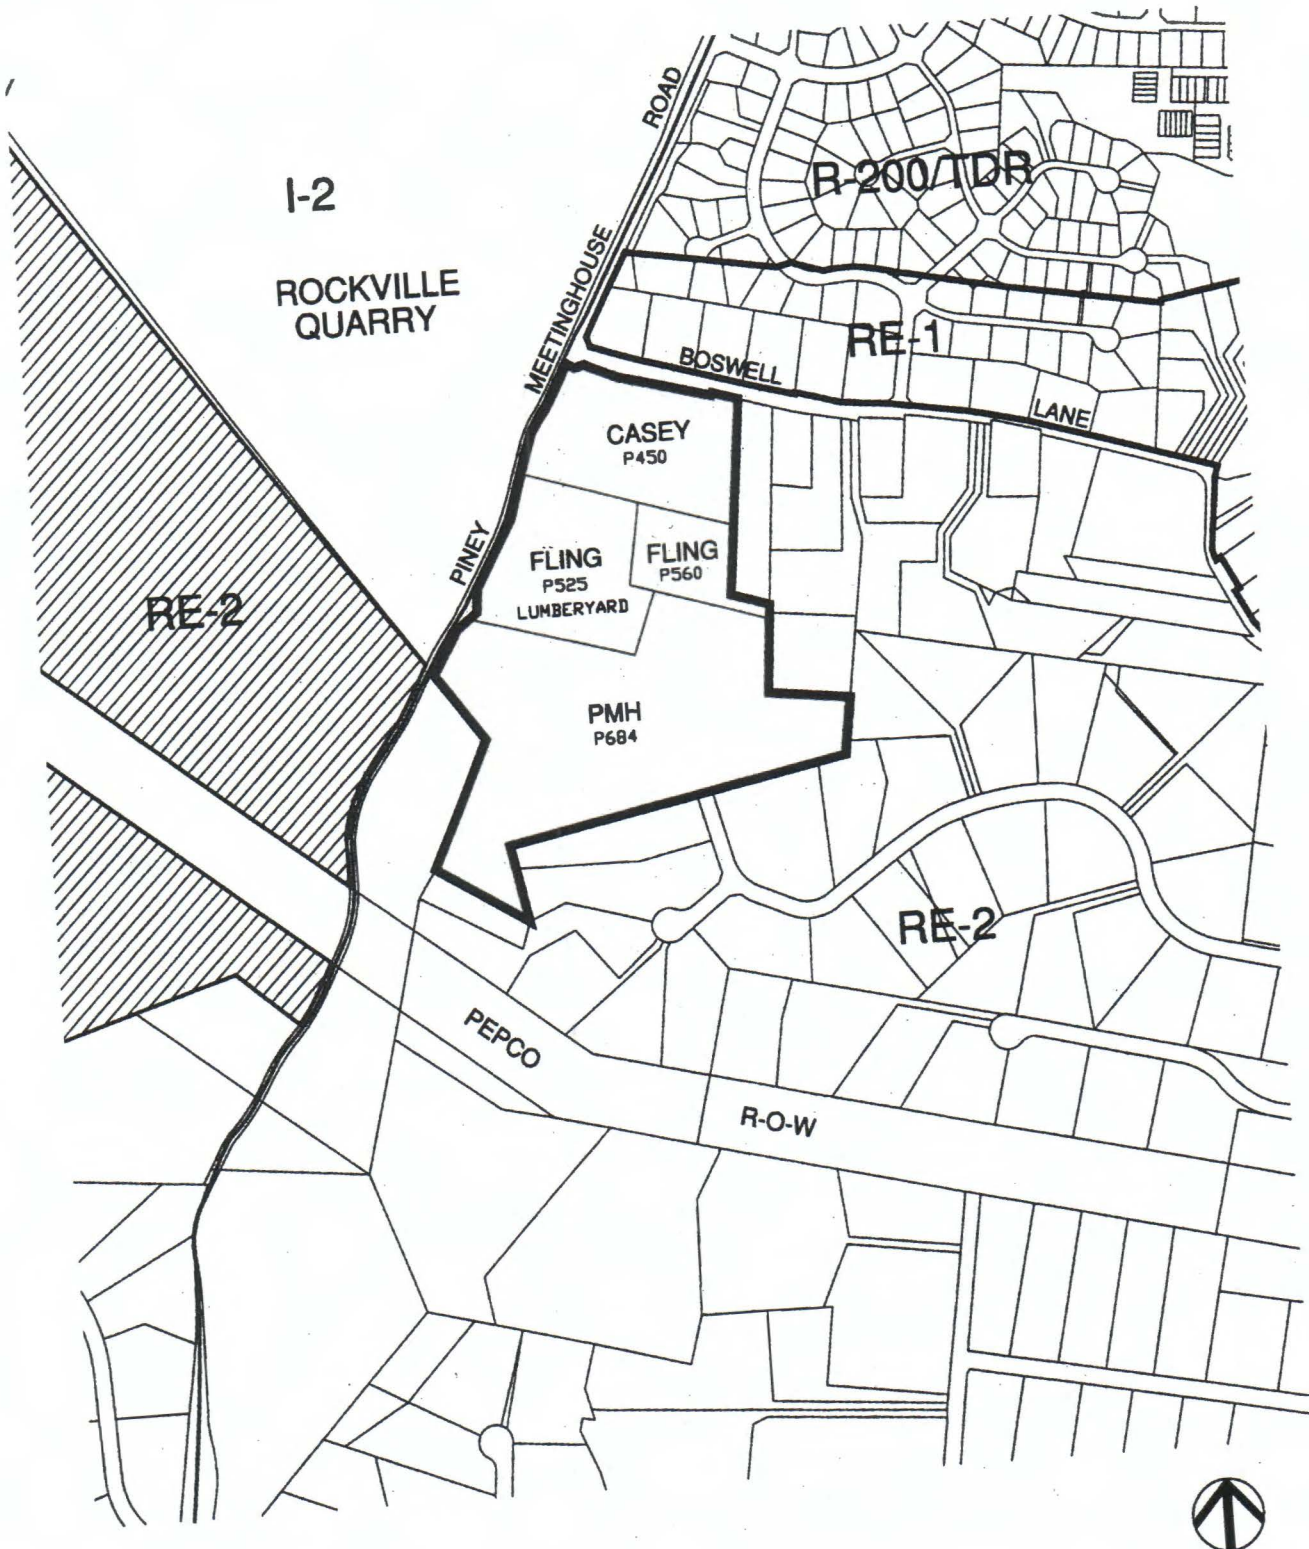 I-2
ROCKVILLE
QUARRY
PINEY MEETINGHOUSE ROAD
R-200/TDR
RE-1
BOSWELL LANE
CASEY
P450
FLING
P525
LUMBERYARD
FLING
P560
RE-2
PMH
P684
RE-2
PEPCO
R-O-W